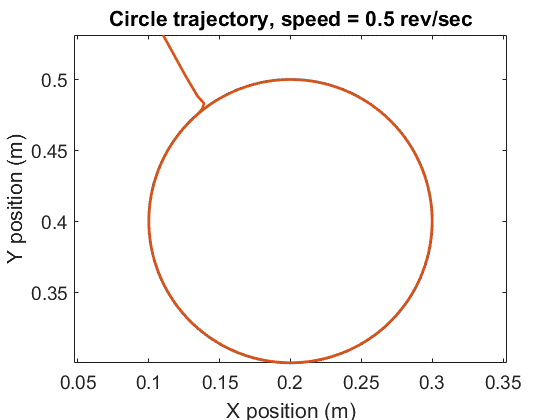 Circle trajectory, speed = 0.5 rev/sec
0.5
0.45
0.4
0.35
Y position (m)
0.05 0.1 0.15 0.2 0.25 0.3 0.35
X position (m)